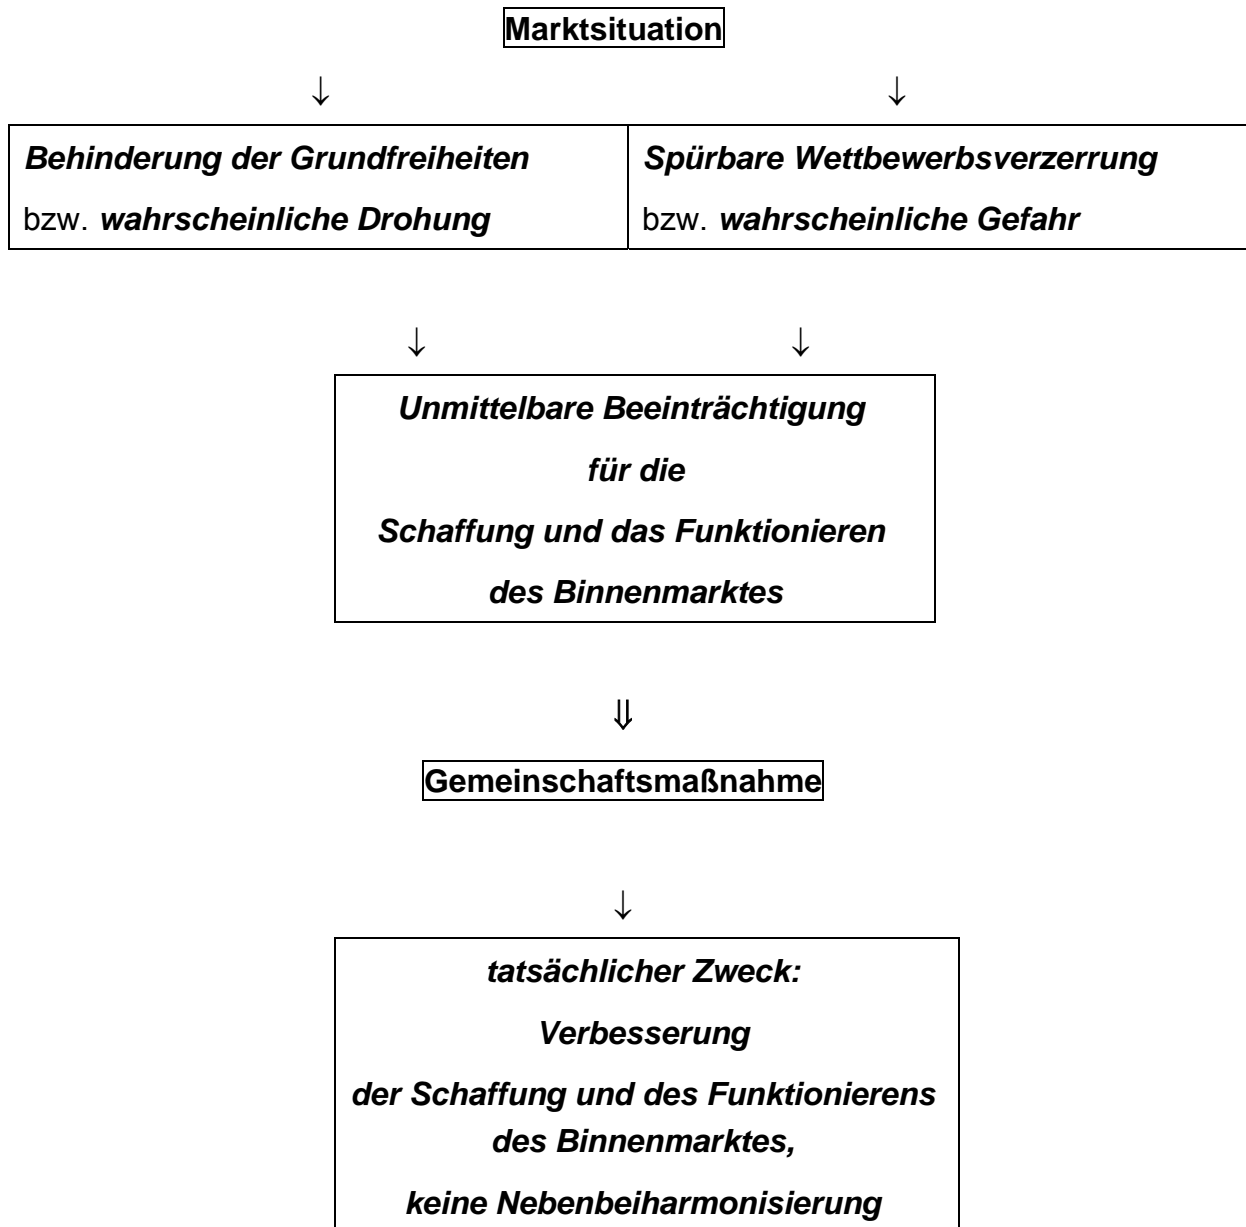 Marktsituation
↓ ↓
Behinderung der Grundfreiheiten
bzw. wahrscheinliche Drohung
Spürbare Wettbewerbsverzerrung
bzw. wahrscheinliche Gefahr
↓ ↓
Unmittelbare Beeinträchtigung
für die
Schaffung und das Funktionieren
des Binnenmarktes
⇓
Gemeinschaftsmaßnahme
↓
tatsächlicher Zweck:
Verbesserung
der Schaffung und des Funktionierens
des Binnenmarktes,
keine Nebenbeiharmonisierung